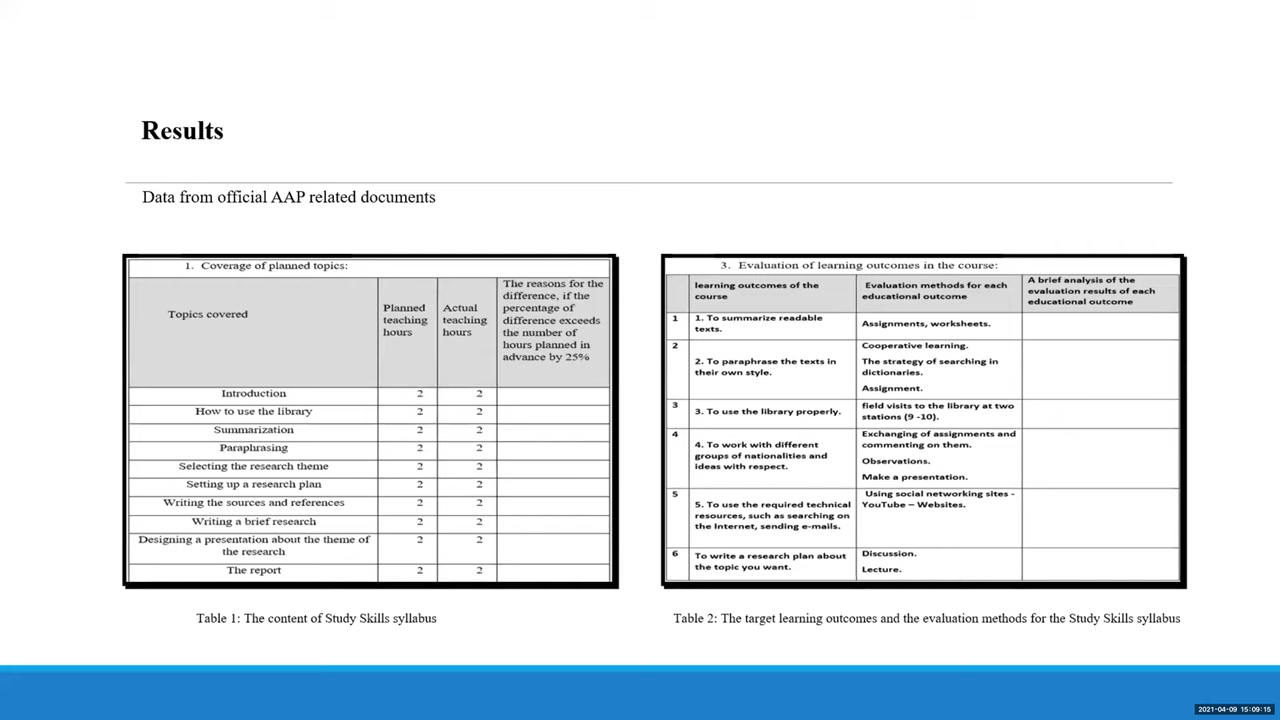 Results
Data from official AAP related documents
1. Coverage of planned topics:
Topics covered
Planned
teaching
hours
Actual
teaching
hours
The reasons for the
difference, if the
percentage of
difference exceeds
the number of
hours planned in
advance by 25%
Introduction 2 2
How to use the library 2 2
Summarization 2 2
Paraphrasing 2 2
Selecting the research theme 2 2
Setting up a research plan 2 2
Writing the sources and references 2 2
Writing a brief research 2 2
Designing a presentation about the theme of
the research 2 2
The report 2 2
Table 1: The content of Study Skills syllabus
3. Evaluation of learning outcomes in the course:
learning outcomes of the
course
Evaluation methods for each
educational outcome
A brief analysis of the
evaluation results of each
educational outcome
1
1. To summarize readable
texts.
Assignments, worksheets.
2
2. To paraphrase the texts in
their own style.
Cooperative learning.
The strategy of searching in
dictionaries.
Assignment.
3
3. To use the library properly.
field visits to the library at two
stations (9 -10).
4
4. To work with different
groups of nationalities and
ideas with respect.
Exchanging of assignments and
commenting on them.
Observations.
Make a presentation.
5
5. To use the required technical
resources, such as searching on
the Internet, sending e-mails.
Using social networking sites -
YouTube – Websites.
6
To write a research plan about
the topic you want.
Discussion.
Lecture.
Table 2: The target learning outcomes and the evaluation methods for the Study Skills syllabus
2021-04-09 15:09:15